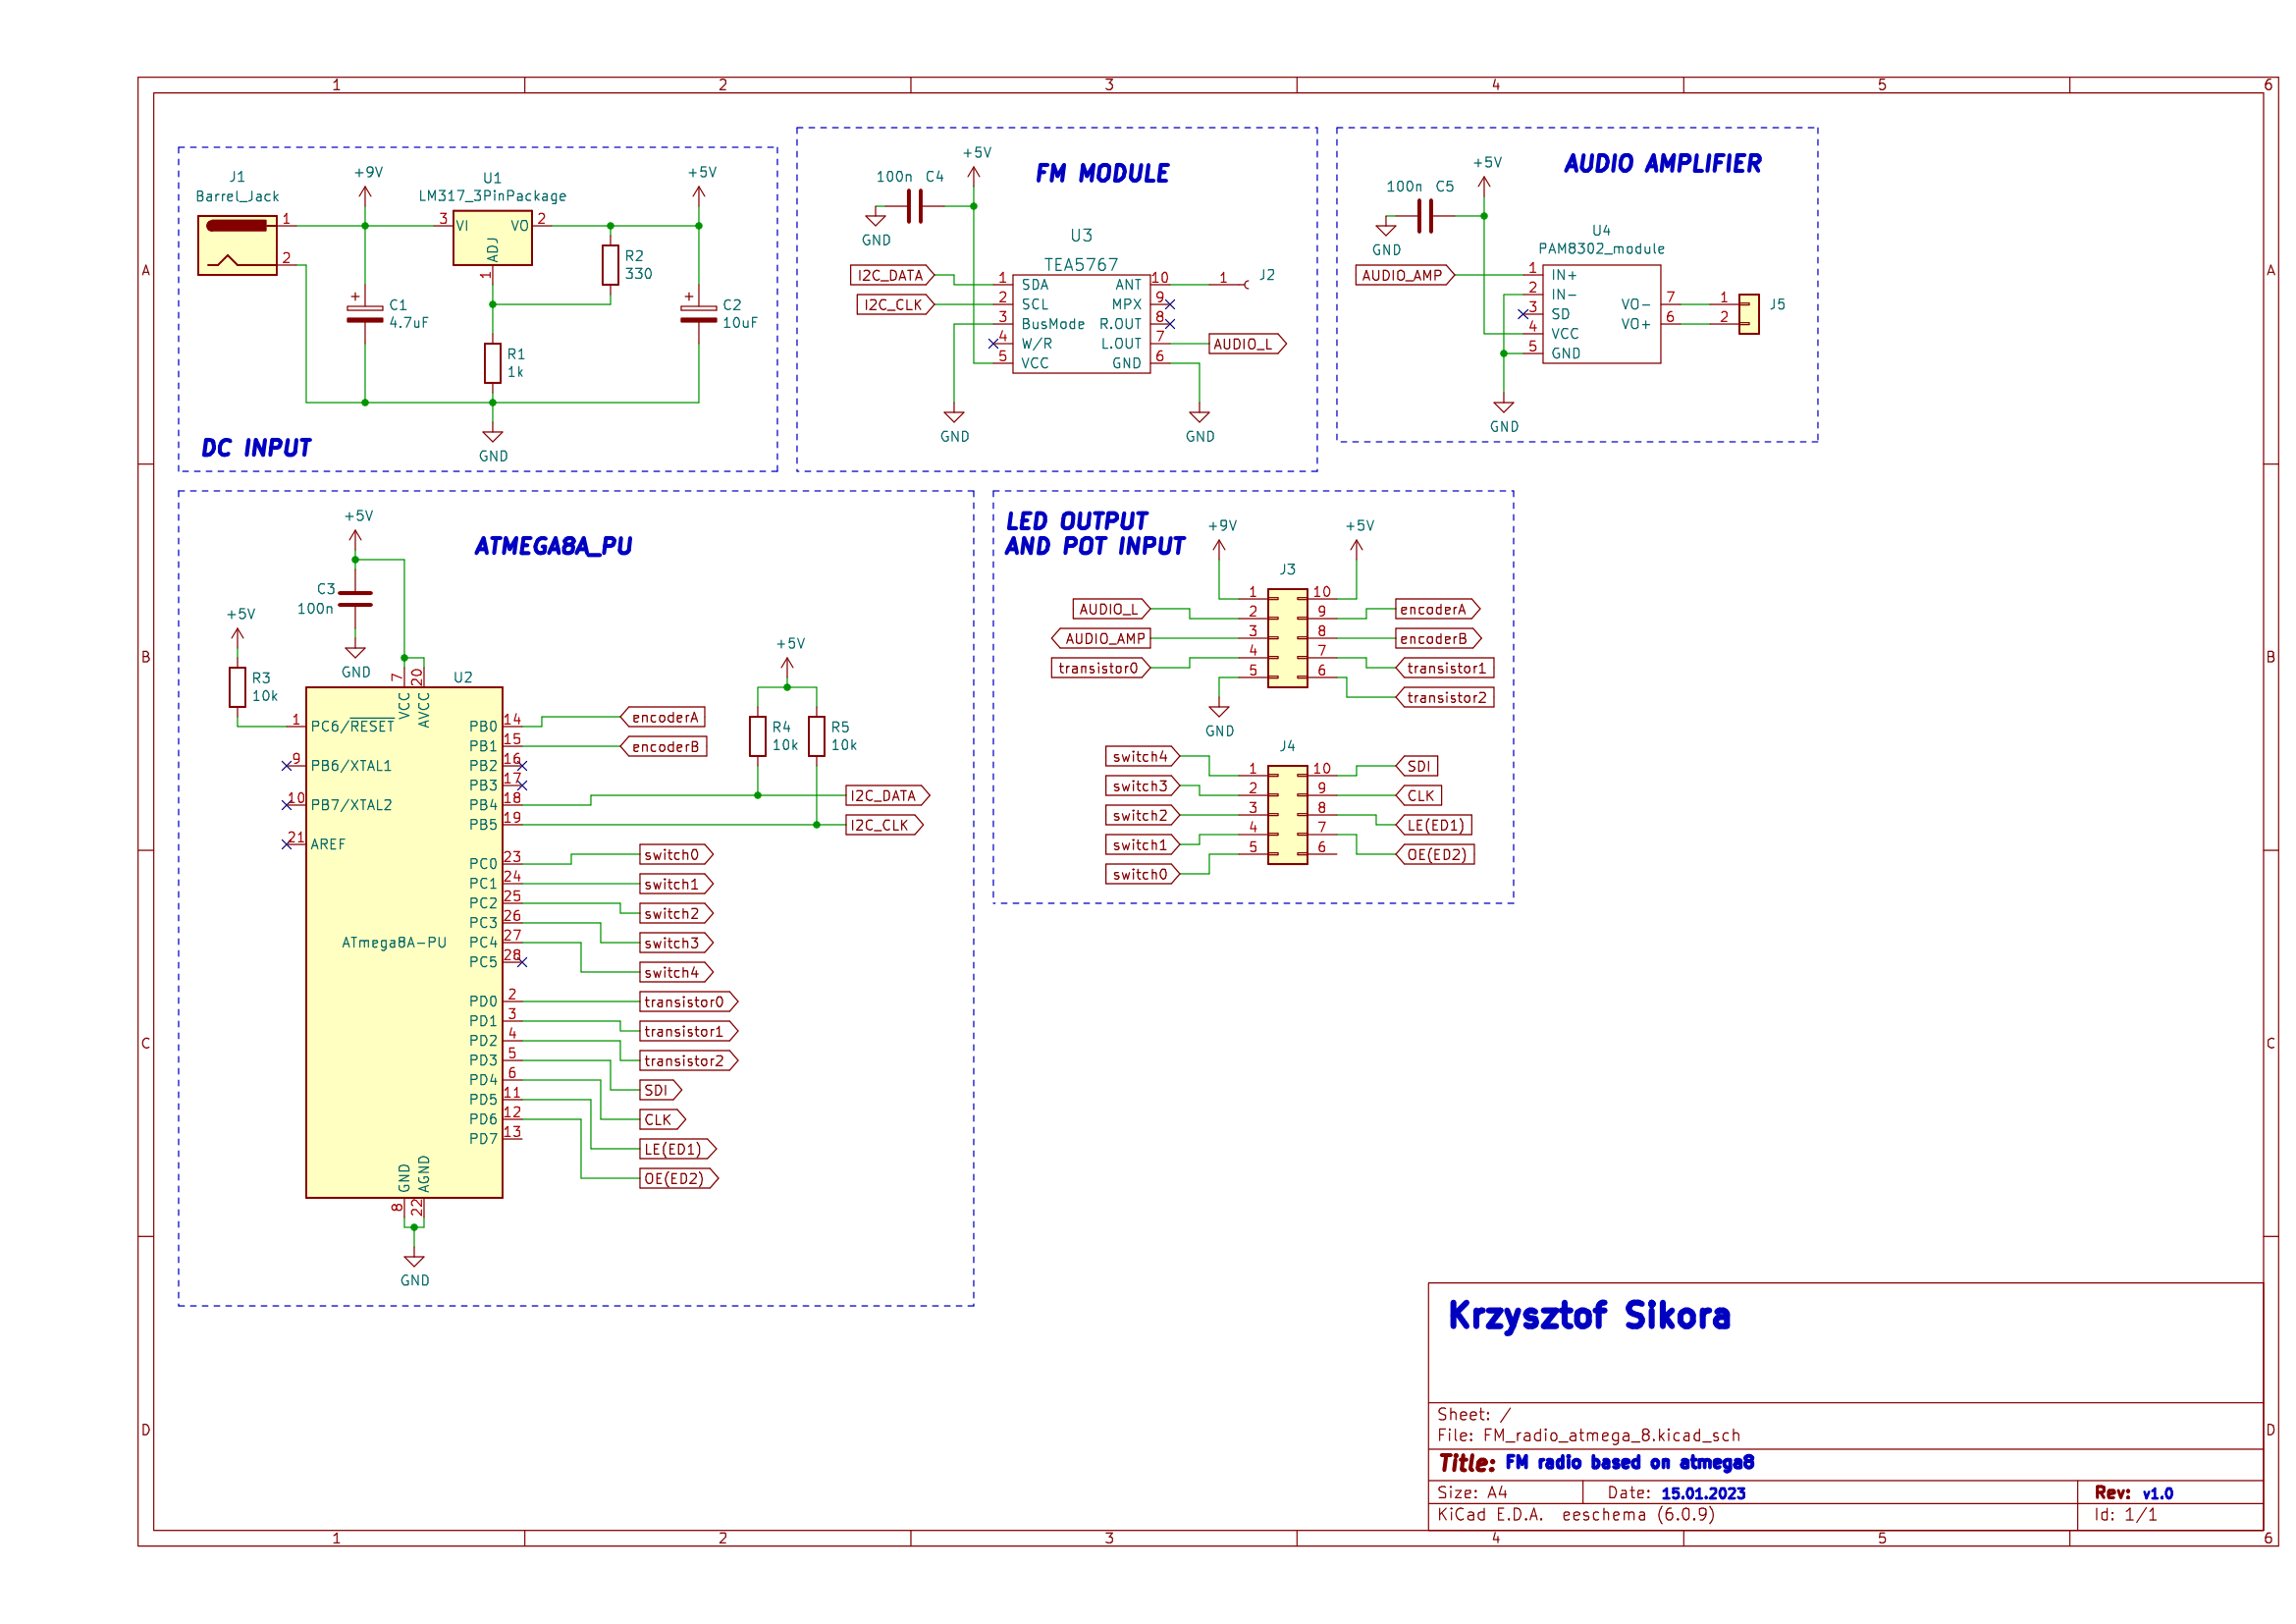 1 2 3 4 5 6
A
B
C
D
A
B
C
D
J1
Barrel_Jack
1
2
+9V
U1
LM317_3PinPackage
3 VI VO 2
ADJ
1
+5V
R2
330
C1
4.7uF
C2
10uF
R1
1k
GND
DC INPUT
FM MODULE
+5V
100n C4
GND
U3
TEA5767
I2C_DATA
I2C_CLK
1 SDA ANT 10
2 SCL MPX 9
3 BusMode R.OUT 8
4 W/R L.OUT 7
5 VCC GND 6
1 J2
AUDIO_L
GND
GND
AUDIO AMPLIFIER
+5V
100n C5
GND
U4
PAM8302_module
AUDIO_AMP
1 IN+
2 IN-
3 SD
4 VCC
5 GND
VO- 7
VO+ 6
1
2
J5
GND
ATMEGA8A_PU
+5V
C3
100n
GND
+5V
R3
10k
U2
7 20
VCC AVCC
1 PC6/RESET
9 PB6/XTAL1
10 PB7/XTAL2
21 AREF
ATmega8A-PU
PB0 14
PB1 15
PB2 16
PB3 17
PB4 18
PB5 19
PC0 23
PC1 24
PC2 25
PC3 26
PC4 27
PC5 28
PD0 2
PD1 3
PD2 4
PD3 5
PD4 6
PD5 11
PD6 12
PD7 13
GND AGND
8 22
GND
encoderA
encoderB
+5V
R4
10k
R5
10k
I2C_DATA
I2C_CLK
switch0
switch1
switch2
switch3
switch4
transistor0
transistor1
transistor2
SDI
CLK
LE(ED1)
OE(ED2)
LED OUTPUT
AND POT INPUT
+9V
+5V
J3
AUDIO_L
AUDIO_AMP
transistor0
1 10
2 9
3 8
4 7
5 6
encoderA
encoderB
transistor1
transistor2
GND
J4
switch4
switch3
switch2
switch1
switch0
1 10
2 9
3 8
4 7
5 6
SDI
CLK
LE(ED1)
OE(ED2)
Krzysztof Sikora
Sheet: /
File: FM_radio_atmega_8.kicad_sch
Title: FM radio based on atmega8
Size: A4 Date: 15.01.2023 Rev: v1.0
KiCad E.D.A. eeschema (6.0.9) Id: 1/1
1 2 3 4 5 6